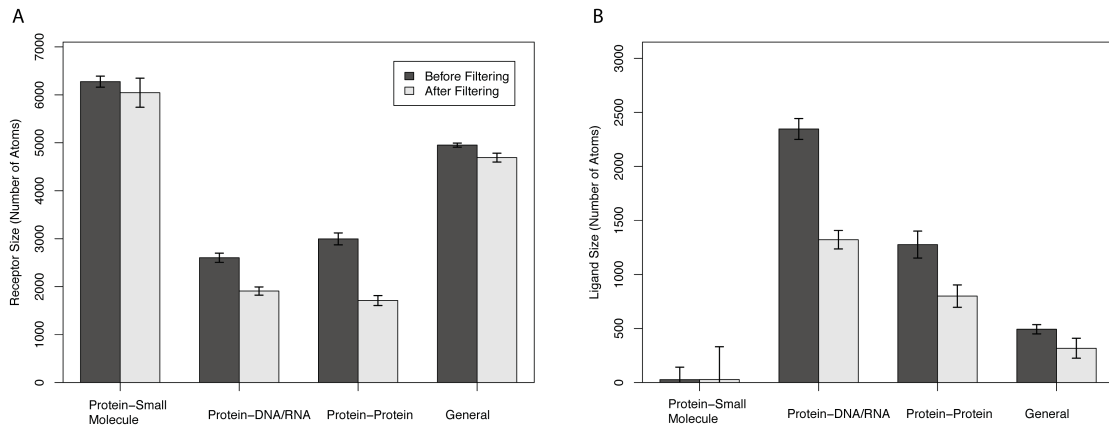 A
B
Receptor Size (Number of Atoms)
7000
6000
5000
4000
3000
2000
1000
0
Before Filtering
After Filtering
Protein–Small
Molecule
Protein–DNA/RNA
Protein–Protein
General
Ligand Size (Number of Atoms)
3000
2500
2000
1500
1000
500
0
Protein–Small
Molecule
Protein–DNA/RNA
Protein–Protein
General